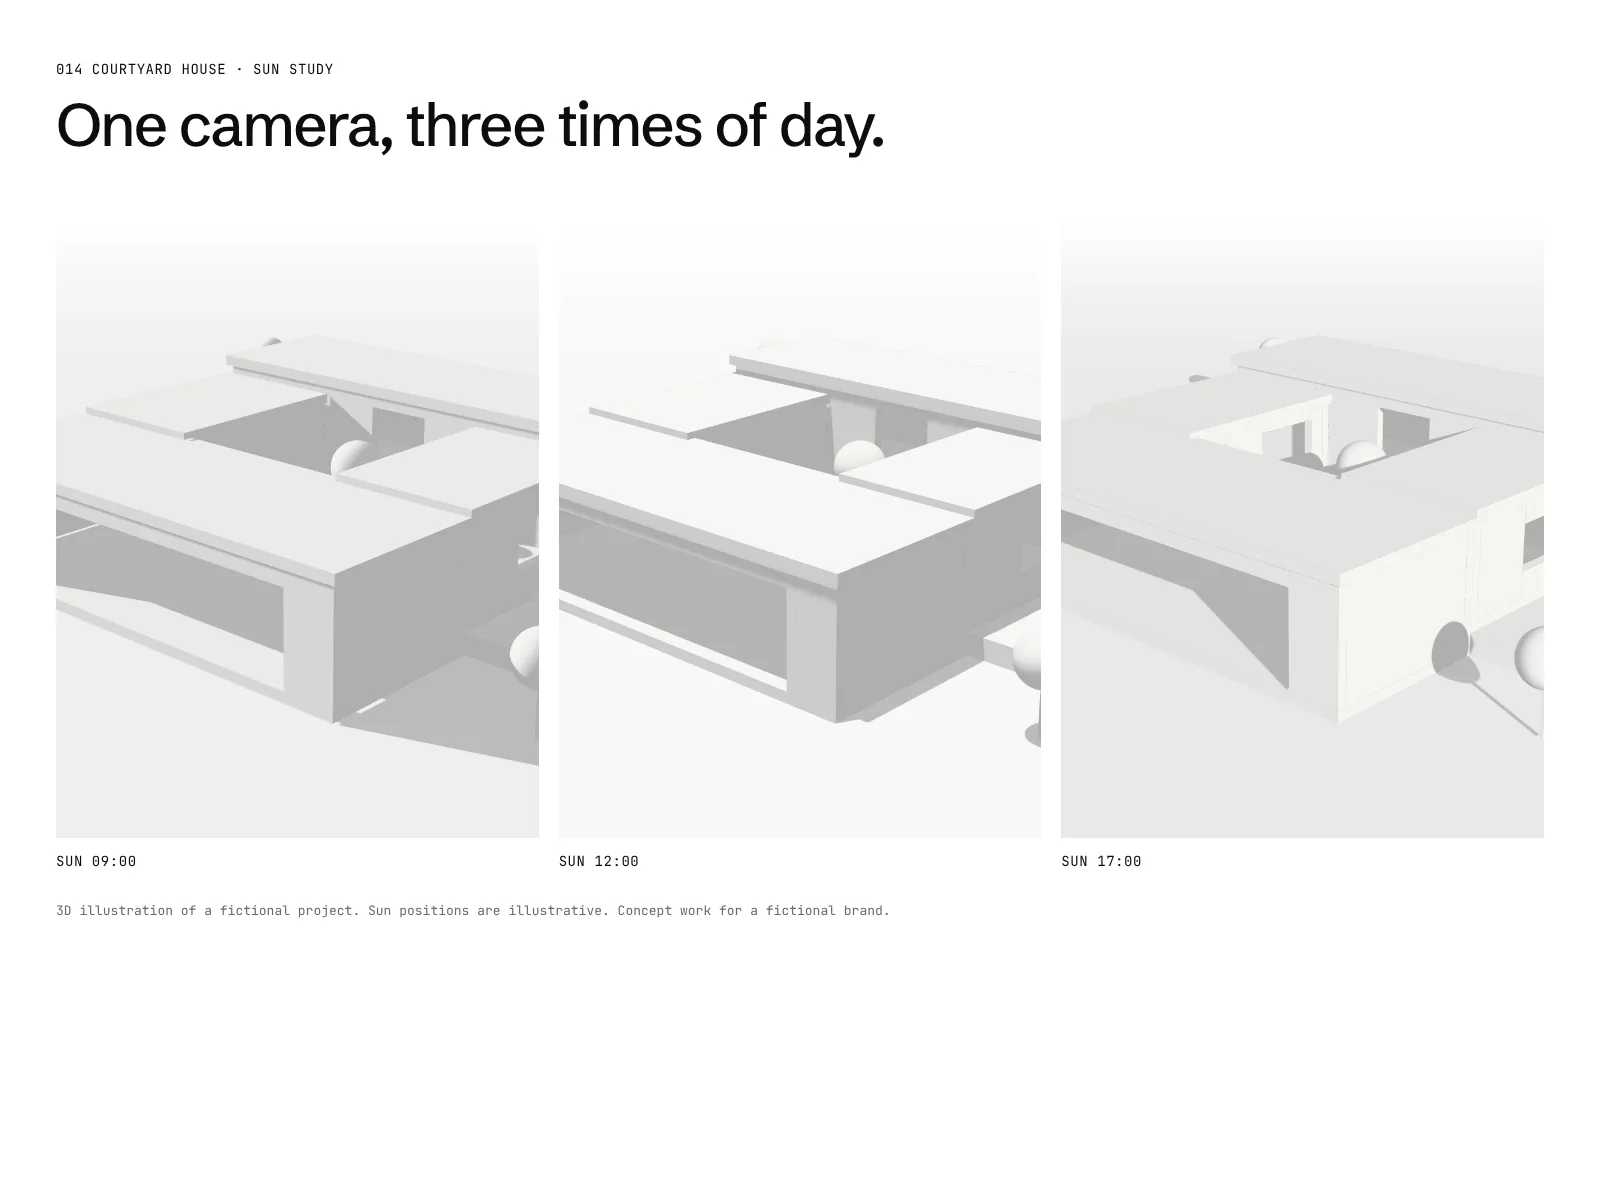 014 COURTYARD HOUSE · SUN STUDY
One camera, three times of day.
SUN 09:00
SUN 12:00
SUN 17:00
3D illustration of a fictional project. Sun positions are illustrative. Concept work for a fictional brand.